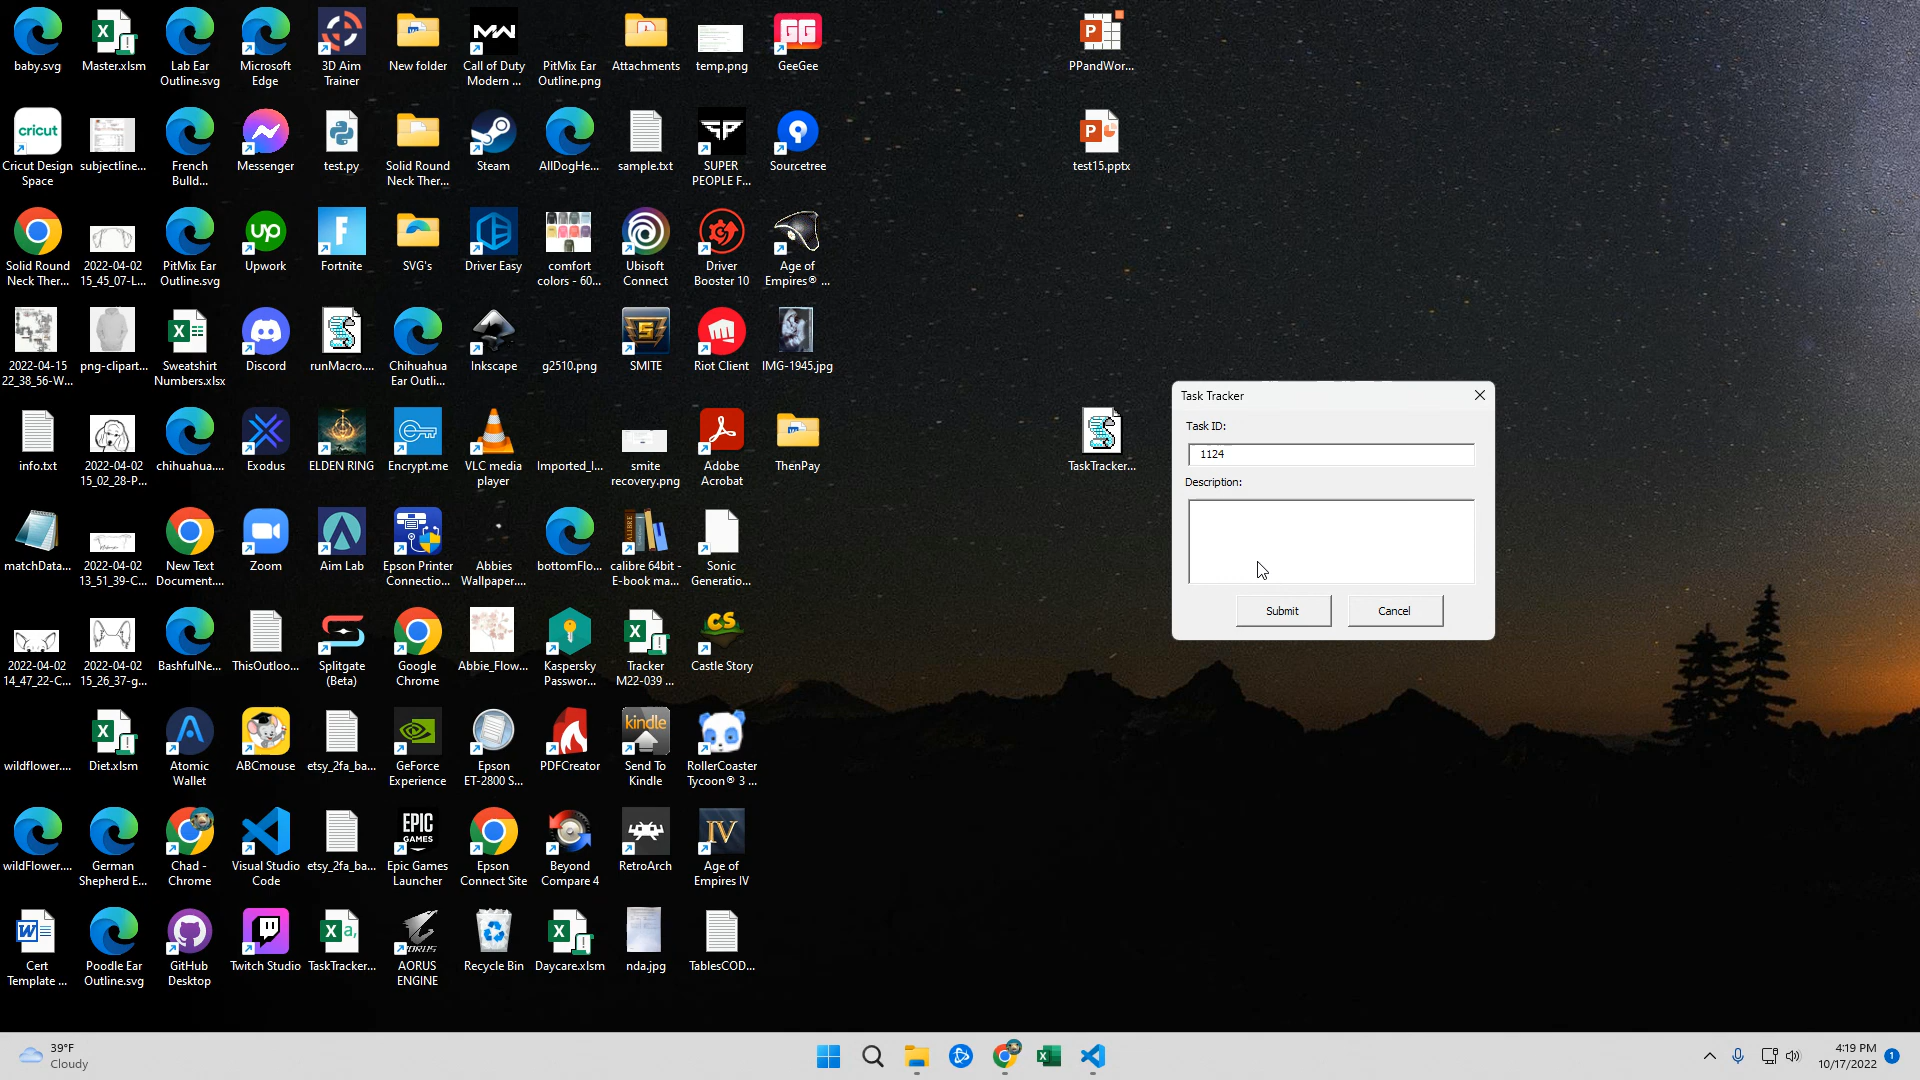 baby.svg
Master.xlsm
Lab Ear
Outline.svg
Microsoft
Edge
3D Aim
Trainer
New folder
Call of Duty
Modern ...
PitMix Ear
Outline.png
Attachments
temp.png
GeeGee
PPandWor...
cricut
Cricut Design
Space
subjectline...
French
Bulld...
Messenger
test.py
Solid Round
Neck Ther...
Steam
AllDogHe...
sample.txt
SUPER
PEOPLE F...
Sourcetree
test15.pptx
Solid Round
Neck Ther...
2022-04-02
15_45_07-L...
PitMix Ear
Outline.svg
Upwork
Fortnite
SVG's
Driver Easy
comfort
colors - 60...
Ubisoft
Connect
Driver
Booster 10
Age of
Empires® ...
2022-04-15
22_38_56-W...
png-clipart...
Sweatshirt
Numbers.xlsx
Discord
runMacro....
Chihuahua
Ear Outli...
Inkscape
g2510.png
SMITE
Riot Client
IMG-1945.jpg
info.txt
2022-04-02
15_02_28-P...
chihuahua....
Exodus
ELDEN RING
Encrypt.me
VLC media
player
Imported_I...
smite
recovery.png
Adobe
Acrobat
ThenPay
TaskTracker...
Task Tracker
Task ID:
1124
Description:
Submit
Cancel
matchData...
2022-04-02
13_51_39-C...
New Text
Document....
Zoom
Aim Lab
Epson Printer
Connectio...
Abbies
Wallpaper....
bottomFlo...
calibre 64bit -
E-book ma...
Sonic
Generatio...
2022-04-02
14_47_22-C...
2022-04-02
15_26_37-g...
BashfulNe...
ThisOutloo...
Splitgate
(Beta)
Google
Chrome
Abbie_Flow...
Kaspersky
Passwor...
Tracker
M22-039 ...
CS
Castle Story
wildflower....
Diet.xlsm
Atomic
Wallet
ABCmouse
etsy_2fa_ba...
GeForce
Experience
Epson
ET-2800 S...
PDFCreator
kindle
Send To
Kindle
RollerCoaster
Tycoon® 3 ...
wildFlower....
German
Shepherd E...
Chad -
Chrome
Visual Studio
Code
etsy_2fa_ba...
EPIC
GAMES
Epic Games
Launcher
Epson
Connect Site
Beyond
Compare 4
RetroArch
IV
Age of
Empires IV
Cert
Template ...
Poodle Ear
Outline.svg
GitHub
Desktop
Twitch Studio
TaskTracker...
AORUS
ENGINE
Recycle Bin
Daycare.xlsm
nda.jpg
TablesCOD...
39°F
Cloudy
4:19 PM
10/17/2022
1